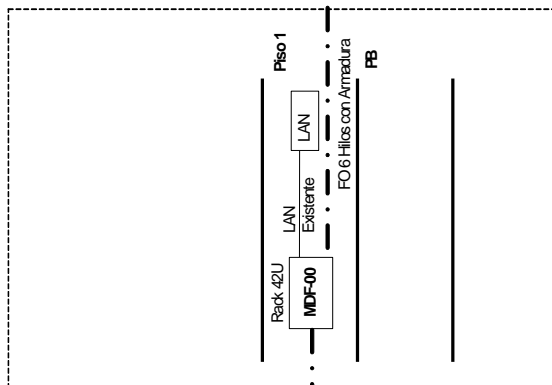 Piso 1
PB
LAN
FO 6 Hilos con Armadura
LAN
Existente
Rack 42U
MDF-00